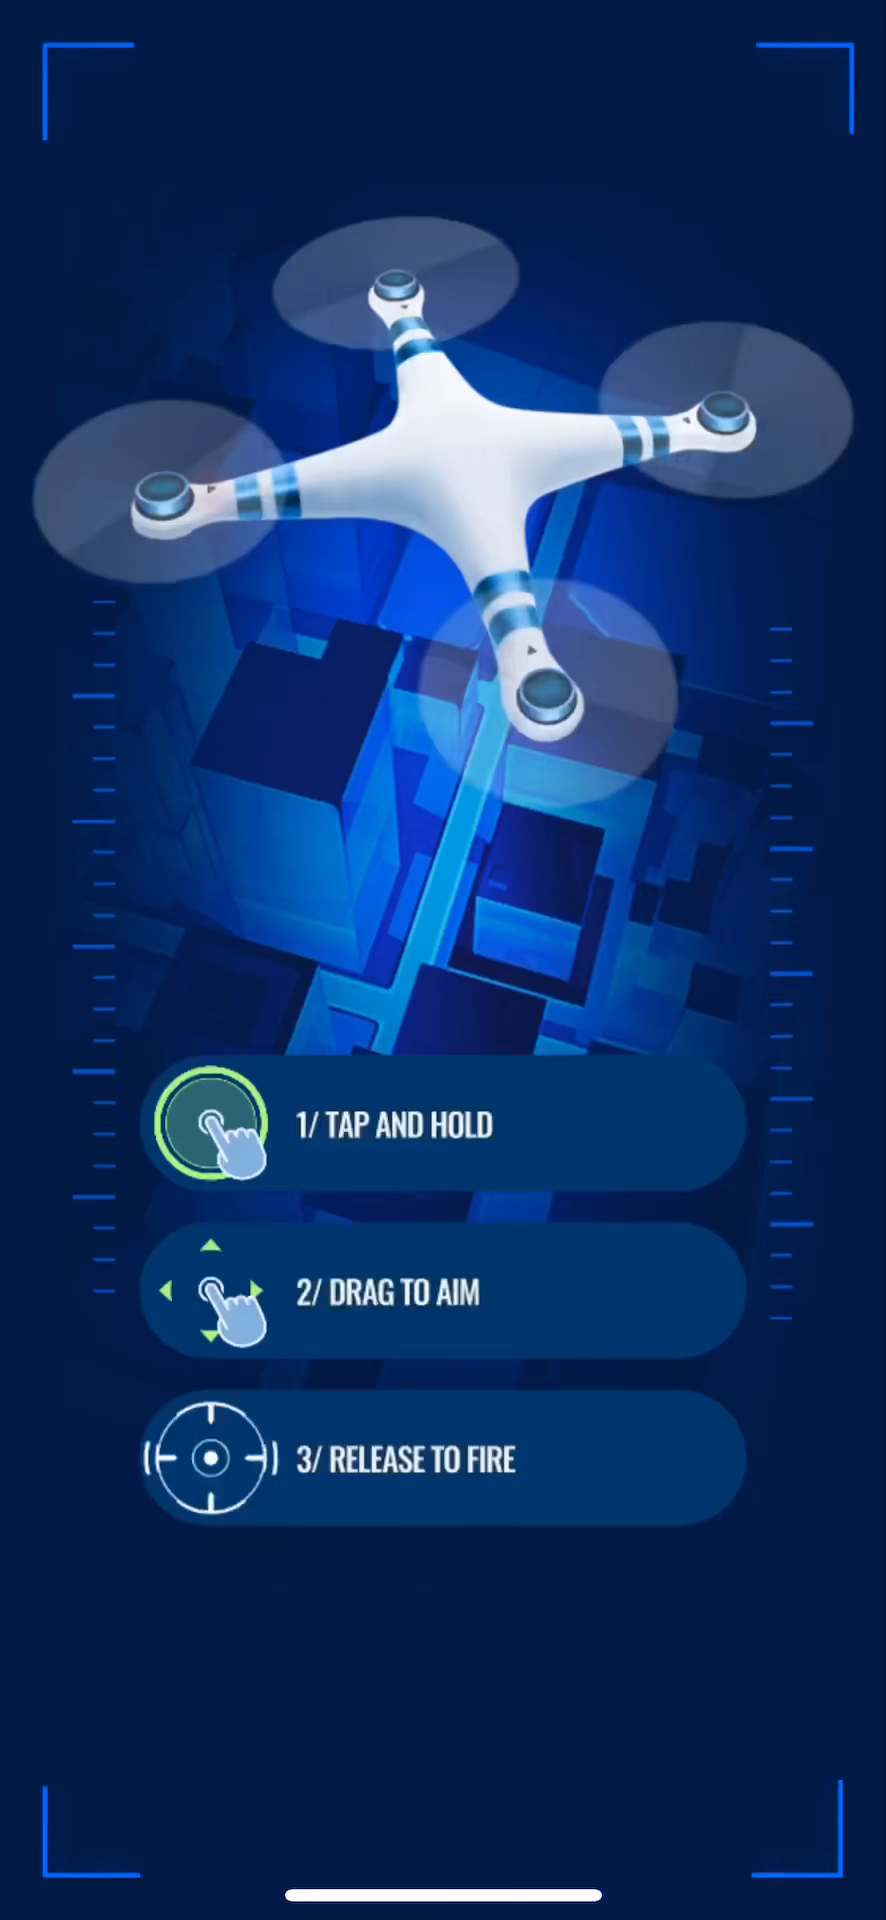 1/ TAP AND HOLD
2/ DRAG TO AIM
3/ RELEASE TO FIRE